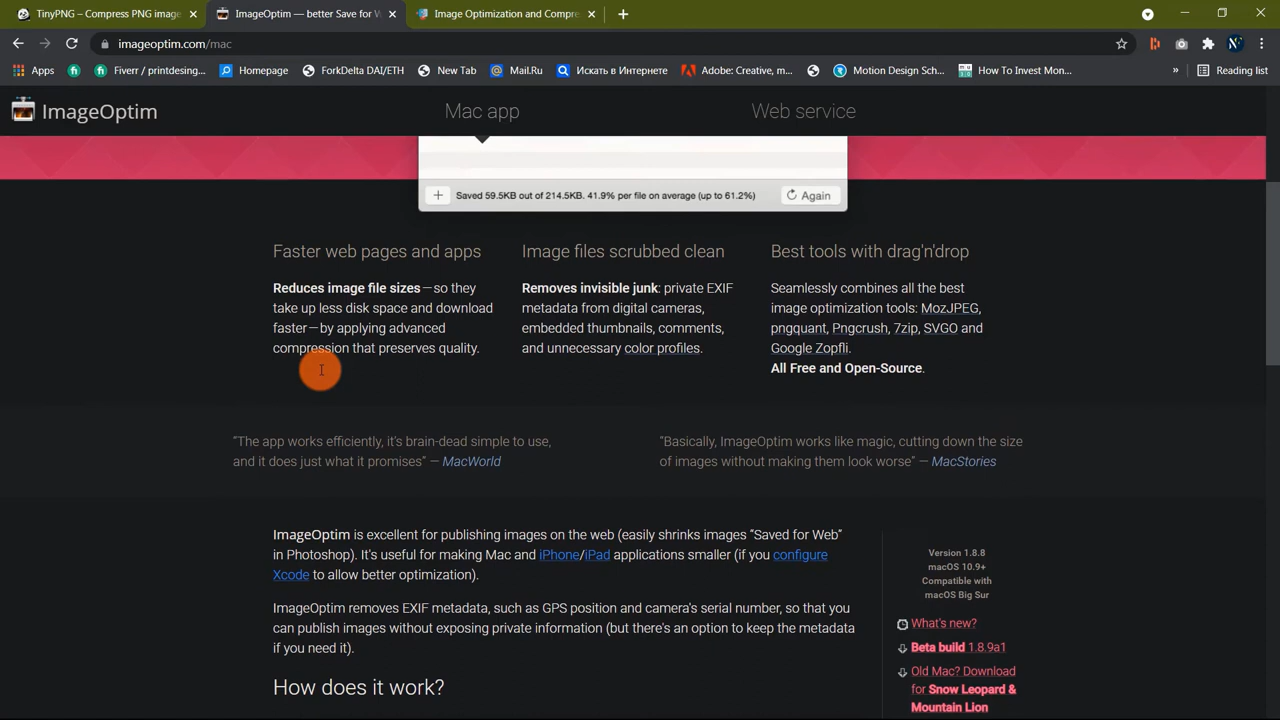 TinyPNG – Compress PNG image
ImageOptim — better Save for W
Image Optimization and Compre
imageoptim.com/mac
Apps
Fiverr / printdesing...
Homepage
ForkDelta DAI/ETH
New Tab
Mail.Ru
Искать в Интернете
Adobe: Creative, m...
Motion Design Sch...
How To Invest Mon...
»
Reading list
ImageOptim
Mac app
Web service
Saved 59.5KB out of 214.5KB. 41.9% per file on average (up to 61.2%)
Again
Faster web pages and apps
Reduces image file sizes—so they
take up less disk space and download
faster—by applying advanced
compression that preserves quality.
Image files scrubbed clean
Removes invisible junk: private EXIF
metadata from digital cameras,
embedded thumbnails, comments,
and unnecessary color profiles.
Best tools with drag'n'drop
Seamlessly combines all the best
image optimization tools: MozJPEG,
pngquant, Pngcrush, 7zip, SVGO and
Google Zopfli.
All Free and Open-Source.
“The app works efficiently, it's brain-dead simple to use,
and it does just what it promises” — MacWorld
“Basically, ImageOptim works like magic, cutting down the size
of images without making them look worse” — MacStories
ImageOptim is excellent for publishing images on the web (easily shrinks images “Saved for Web”
in Photoshop). It's useful for making Mac and iPhone/iPad applications smaller (if you configure
Xcode to allow better optimization).
ImageOptim removes EXIF metadata, such as GPS position and camera's serial number, so that you
can publish images without exposing private information (but there's an option to keep the metadata
if you need it).
How does it work?
Version 1.8.8
macOS 10.9+
Compatible with
macOS Big Sur
What's new?
Beta build 1.8.9a1
Old Mac? Download
for Snow Leopard &
Mountain Lion